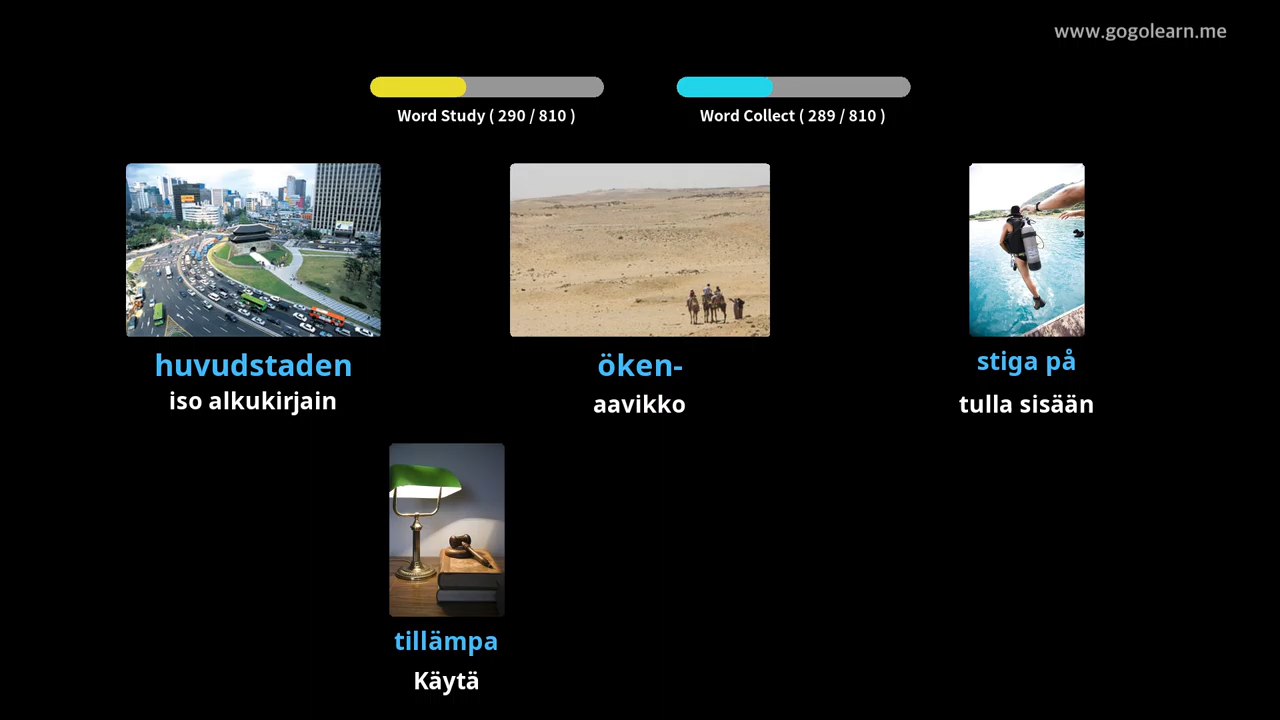 www.gogolearn.me
Word Study ( 290 / 810 )
Word Collect ( 289 / 810 )
huvudstaden
iso alkukirjain
öken-
aavikko
stiga på
tulla sisään
tillämpa
Käytä